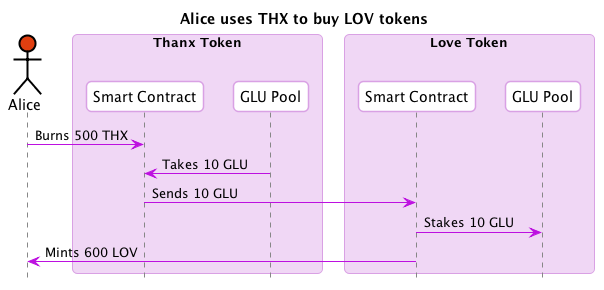 Alice uses THX to buy LOV tokens
Thanx Token
Love Token
Alice
Smart Contract
GLU Pool
Smart Contract
GLU Pool
Burns 500 THX
Takes 10 GLU
Sends 10 GLU
Stakes 10 GLU
Mints 600 LOV